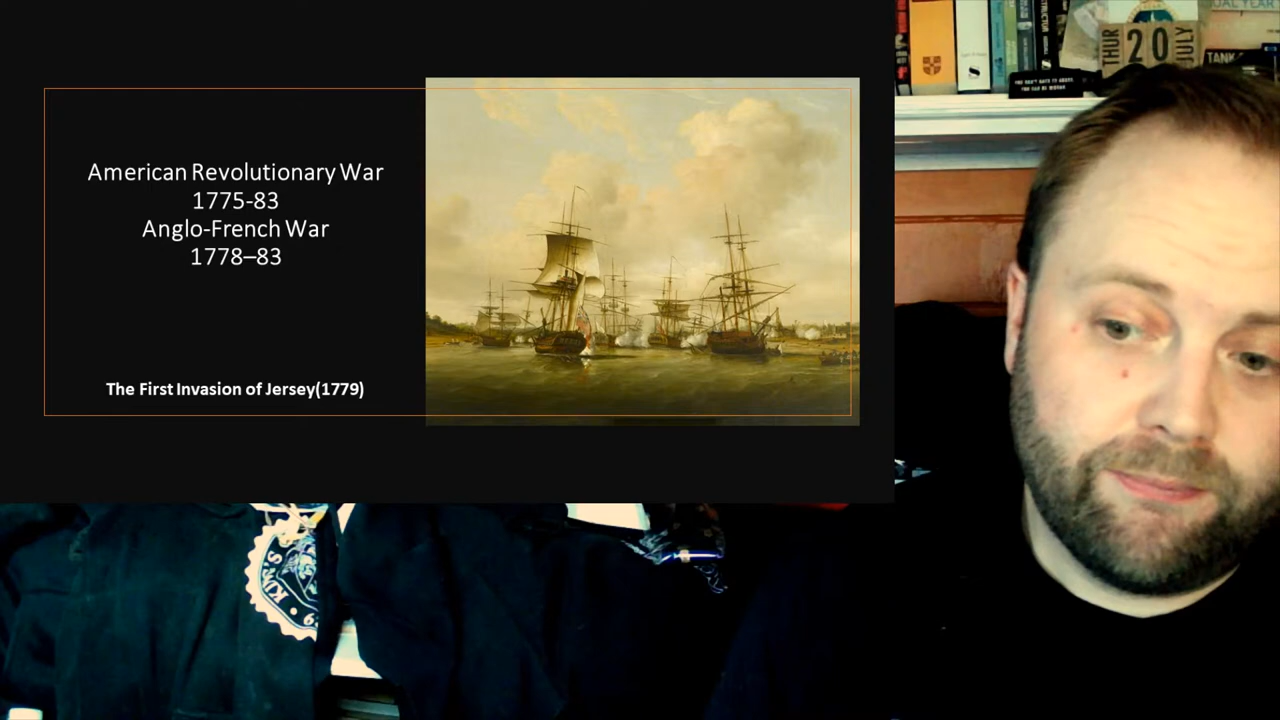 American Revolutionary War
1775-83
Anglo-French War
1778–83
The First Invasion of Jersey(1779)
THUR
20
JULY
TANK